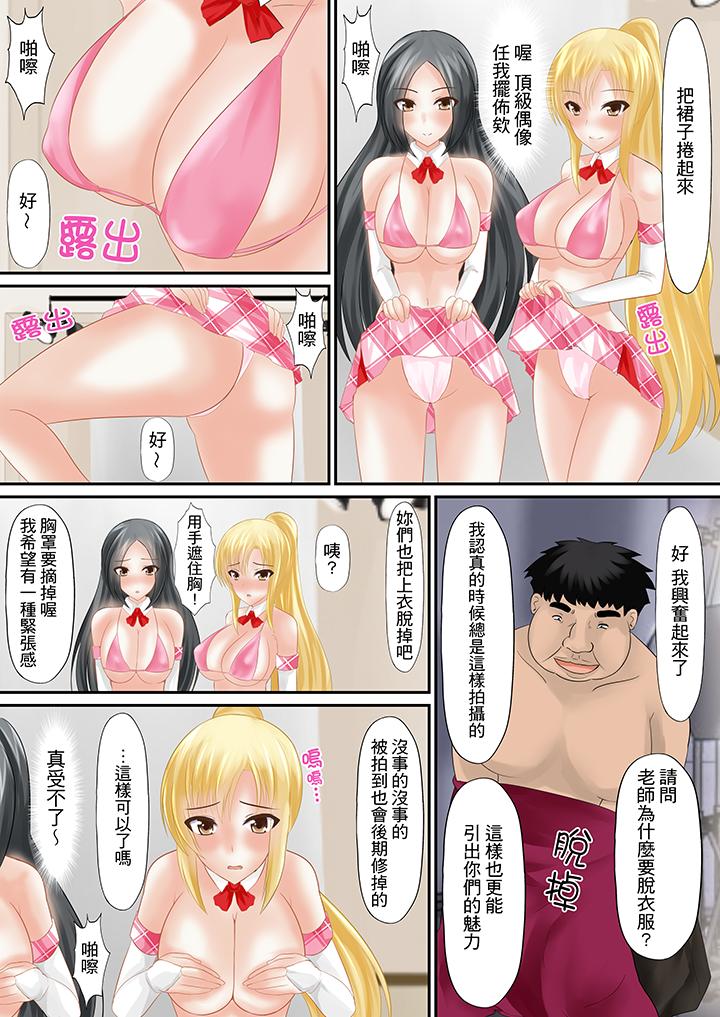 把裙子捲起來
喔 頂級偶像
任我擺佈欸
啪嚓
露出
啪嚓
好~
露出
啪嚓
露出
好~
好 我興奮起來了
我認真的時候總是這樣拍攝的
請問
老師為什麼要脫衣服?
脫掉
這樣也更能
引出你們的魅力
妳們也把上衣脫掉吧
咦?
用手遮住胸!
胸罩要摘掉喔
我希望有一種緊張感
沒事的沒事的
被拍到也會後期修掉的
嗚嗚…
…這樣可以了嗎
真受不了~
啪嚓